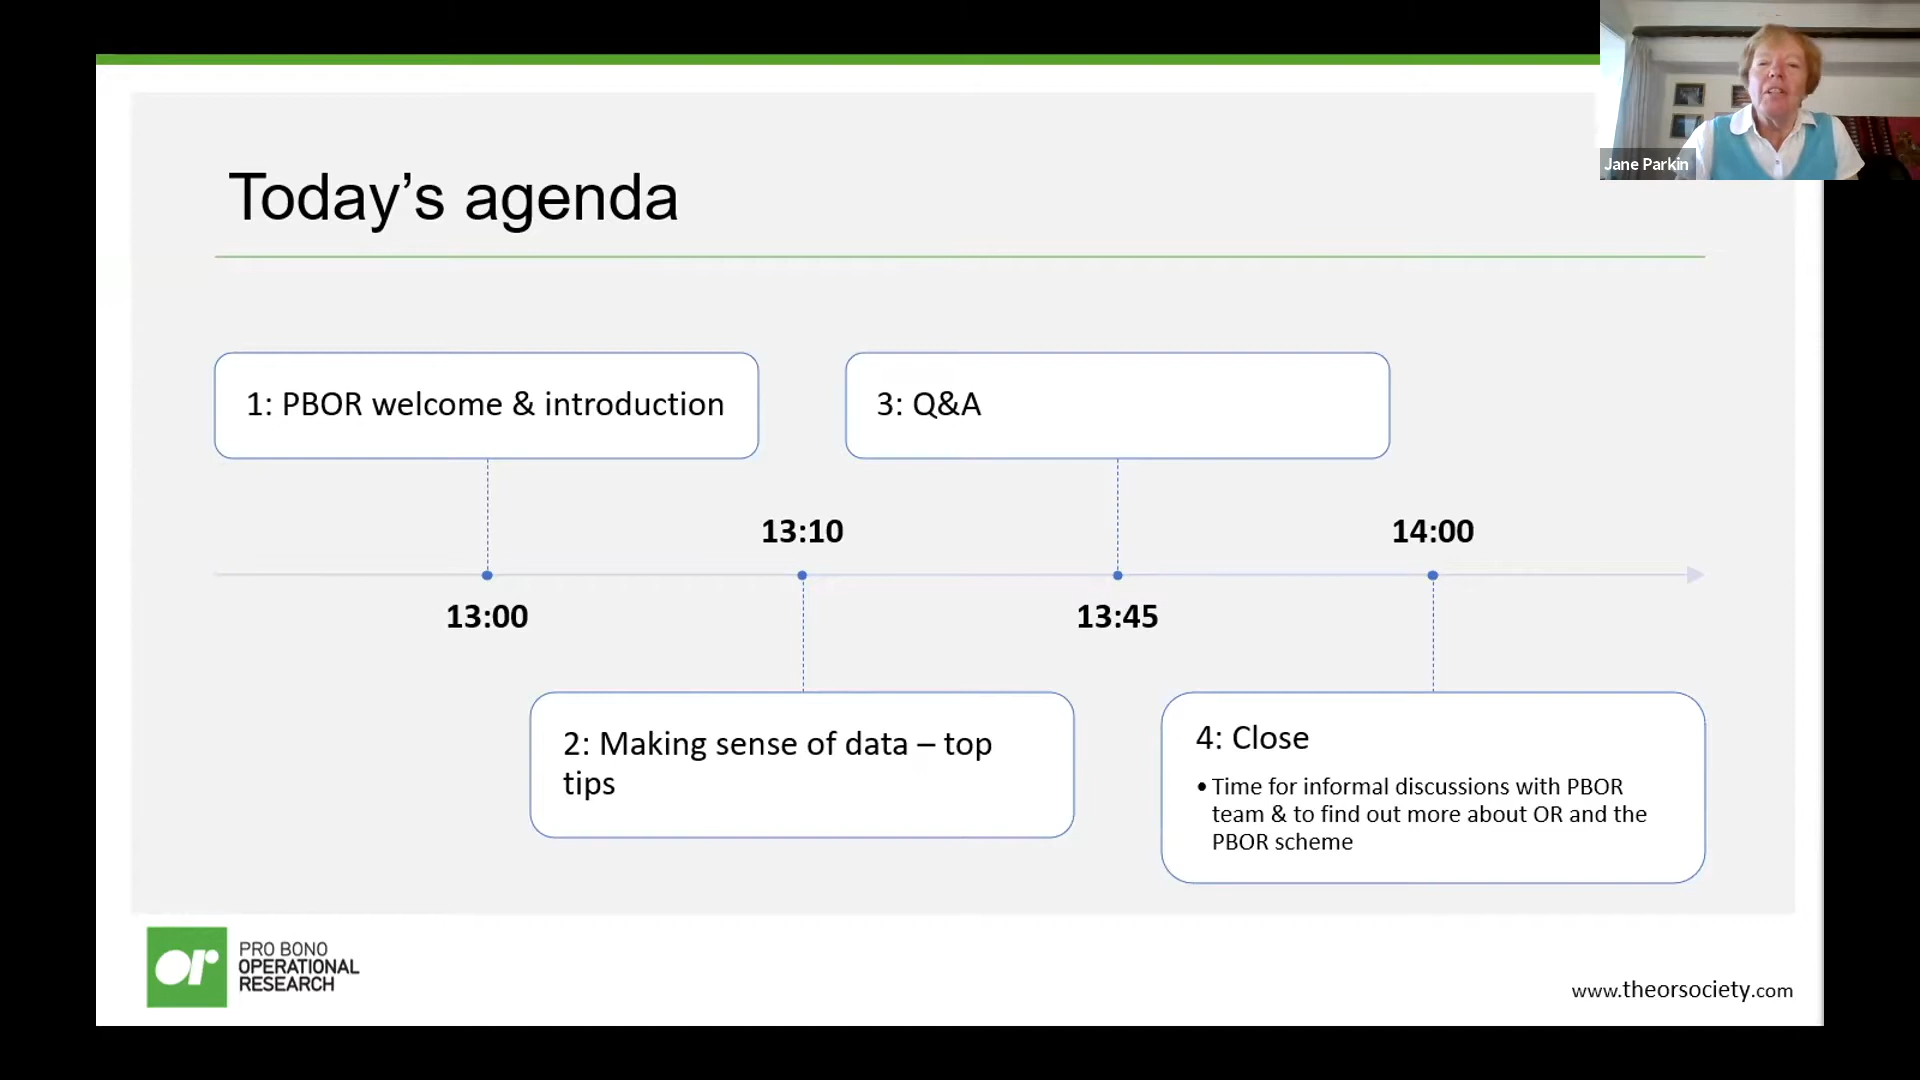 Jane Parkin
Today’s agenda
1: PBOR welcome & introduction
3: Q&A
13:10
14:00
13:00
13:45
2: Making sense of data – top
tips
4: Close
• Time for informal discussions with PBOR
team & to find out more about OR and the
PBOR scheme
or
PRO BONO
OPERATIONAL
RESEARCH
www.theorsociety.com